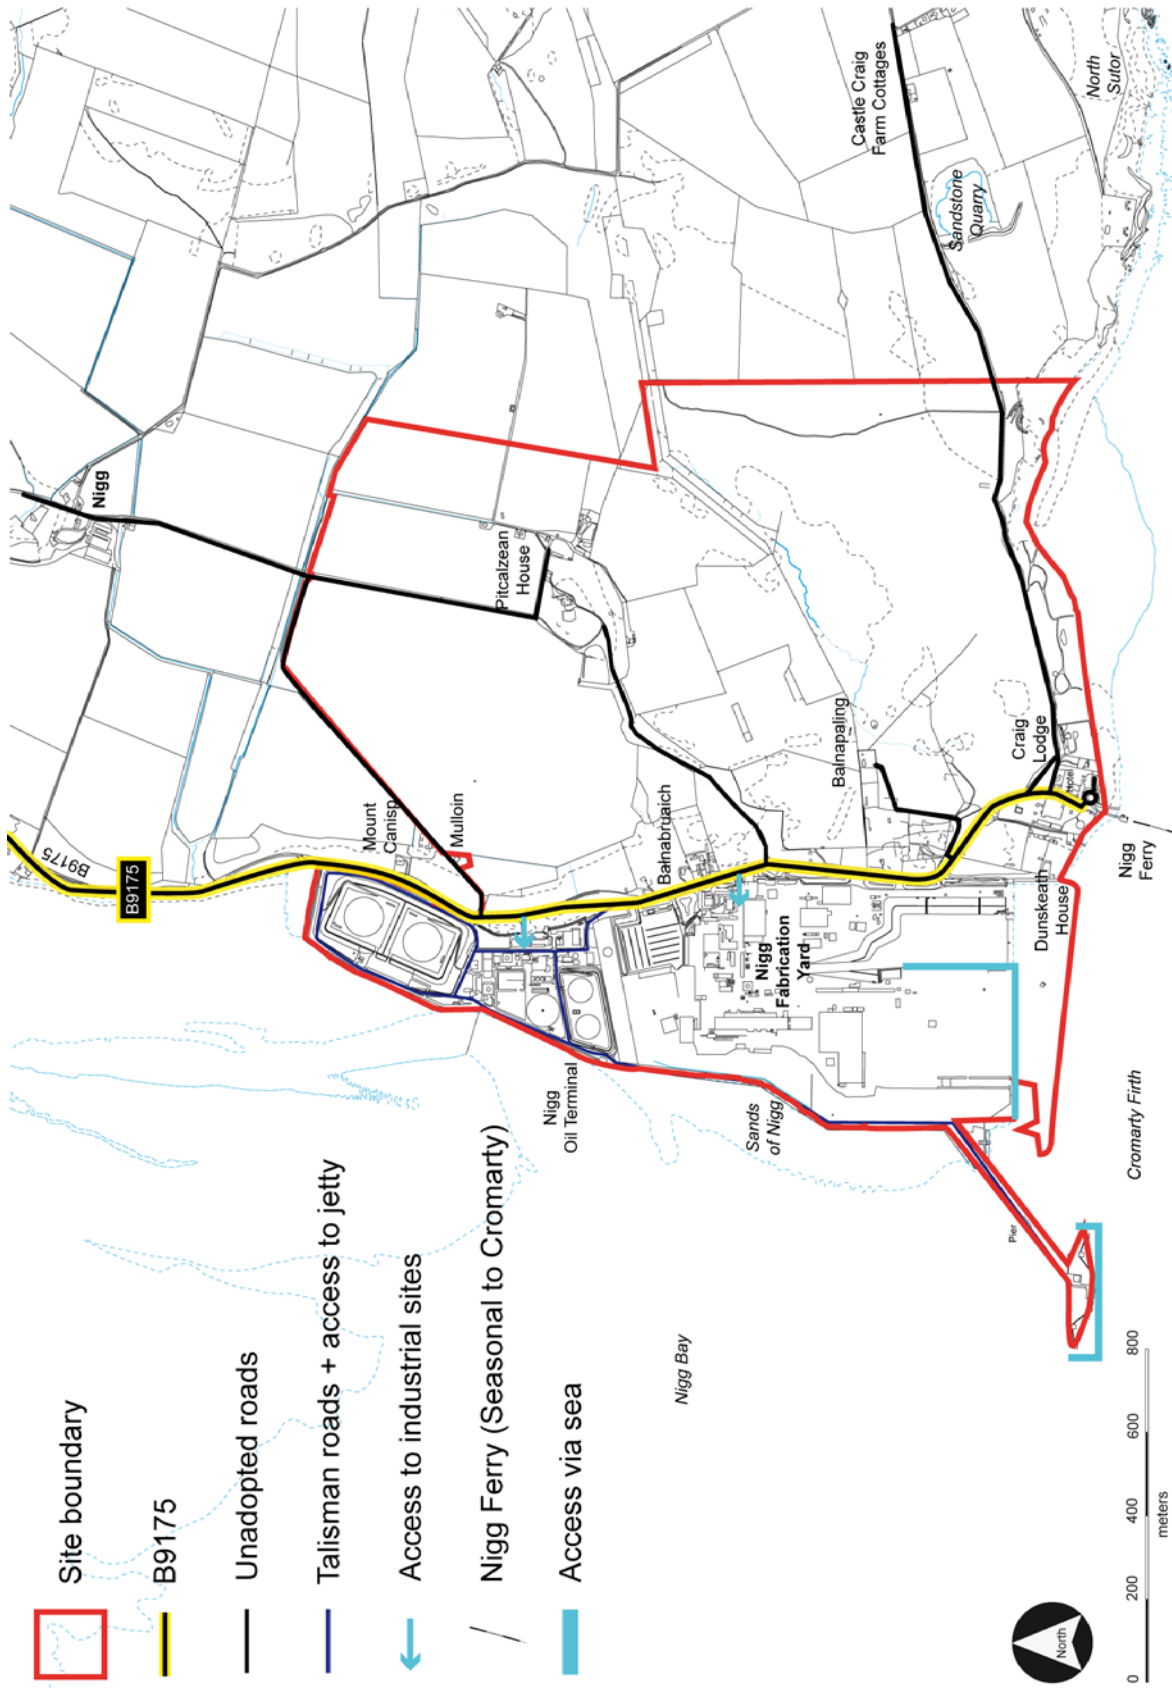 Site boundary
B9175
Unadopted roads
Talisman roads + access to jetty
Access to industrial sites
Nigg Ferry (Seasonal to Cromarty)
Access via sea
North
0
200
400
600
800
meters
B9175
B9175
Nigg
Mount
Canisp
Mulloin
Pitcalzean
House
Castle Craig
Farm Cottages
North
Sutor
Sandstone
Quarry
Balnabruaich
Balnapaling
Craig
Lodge
Hotel
Nigg
Ferry
Dunskeath
House
Nigg
Fabrication
Yard
Nigg
Oil Terminal
Sands
of Nigg
Pier
Nigg Bay
Cromarty Firth